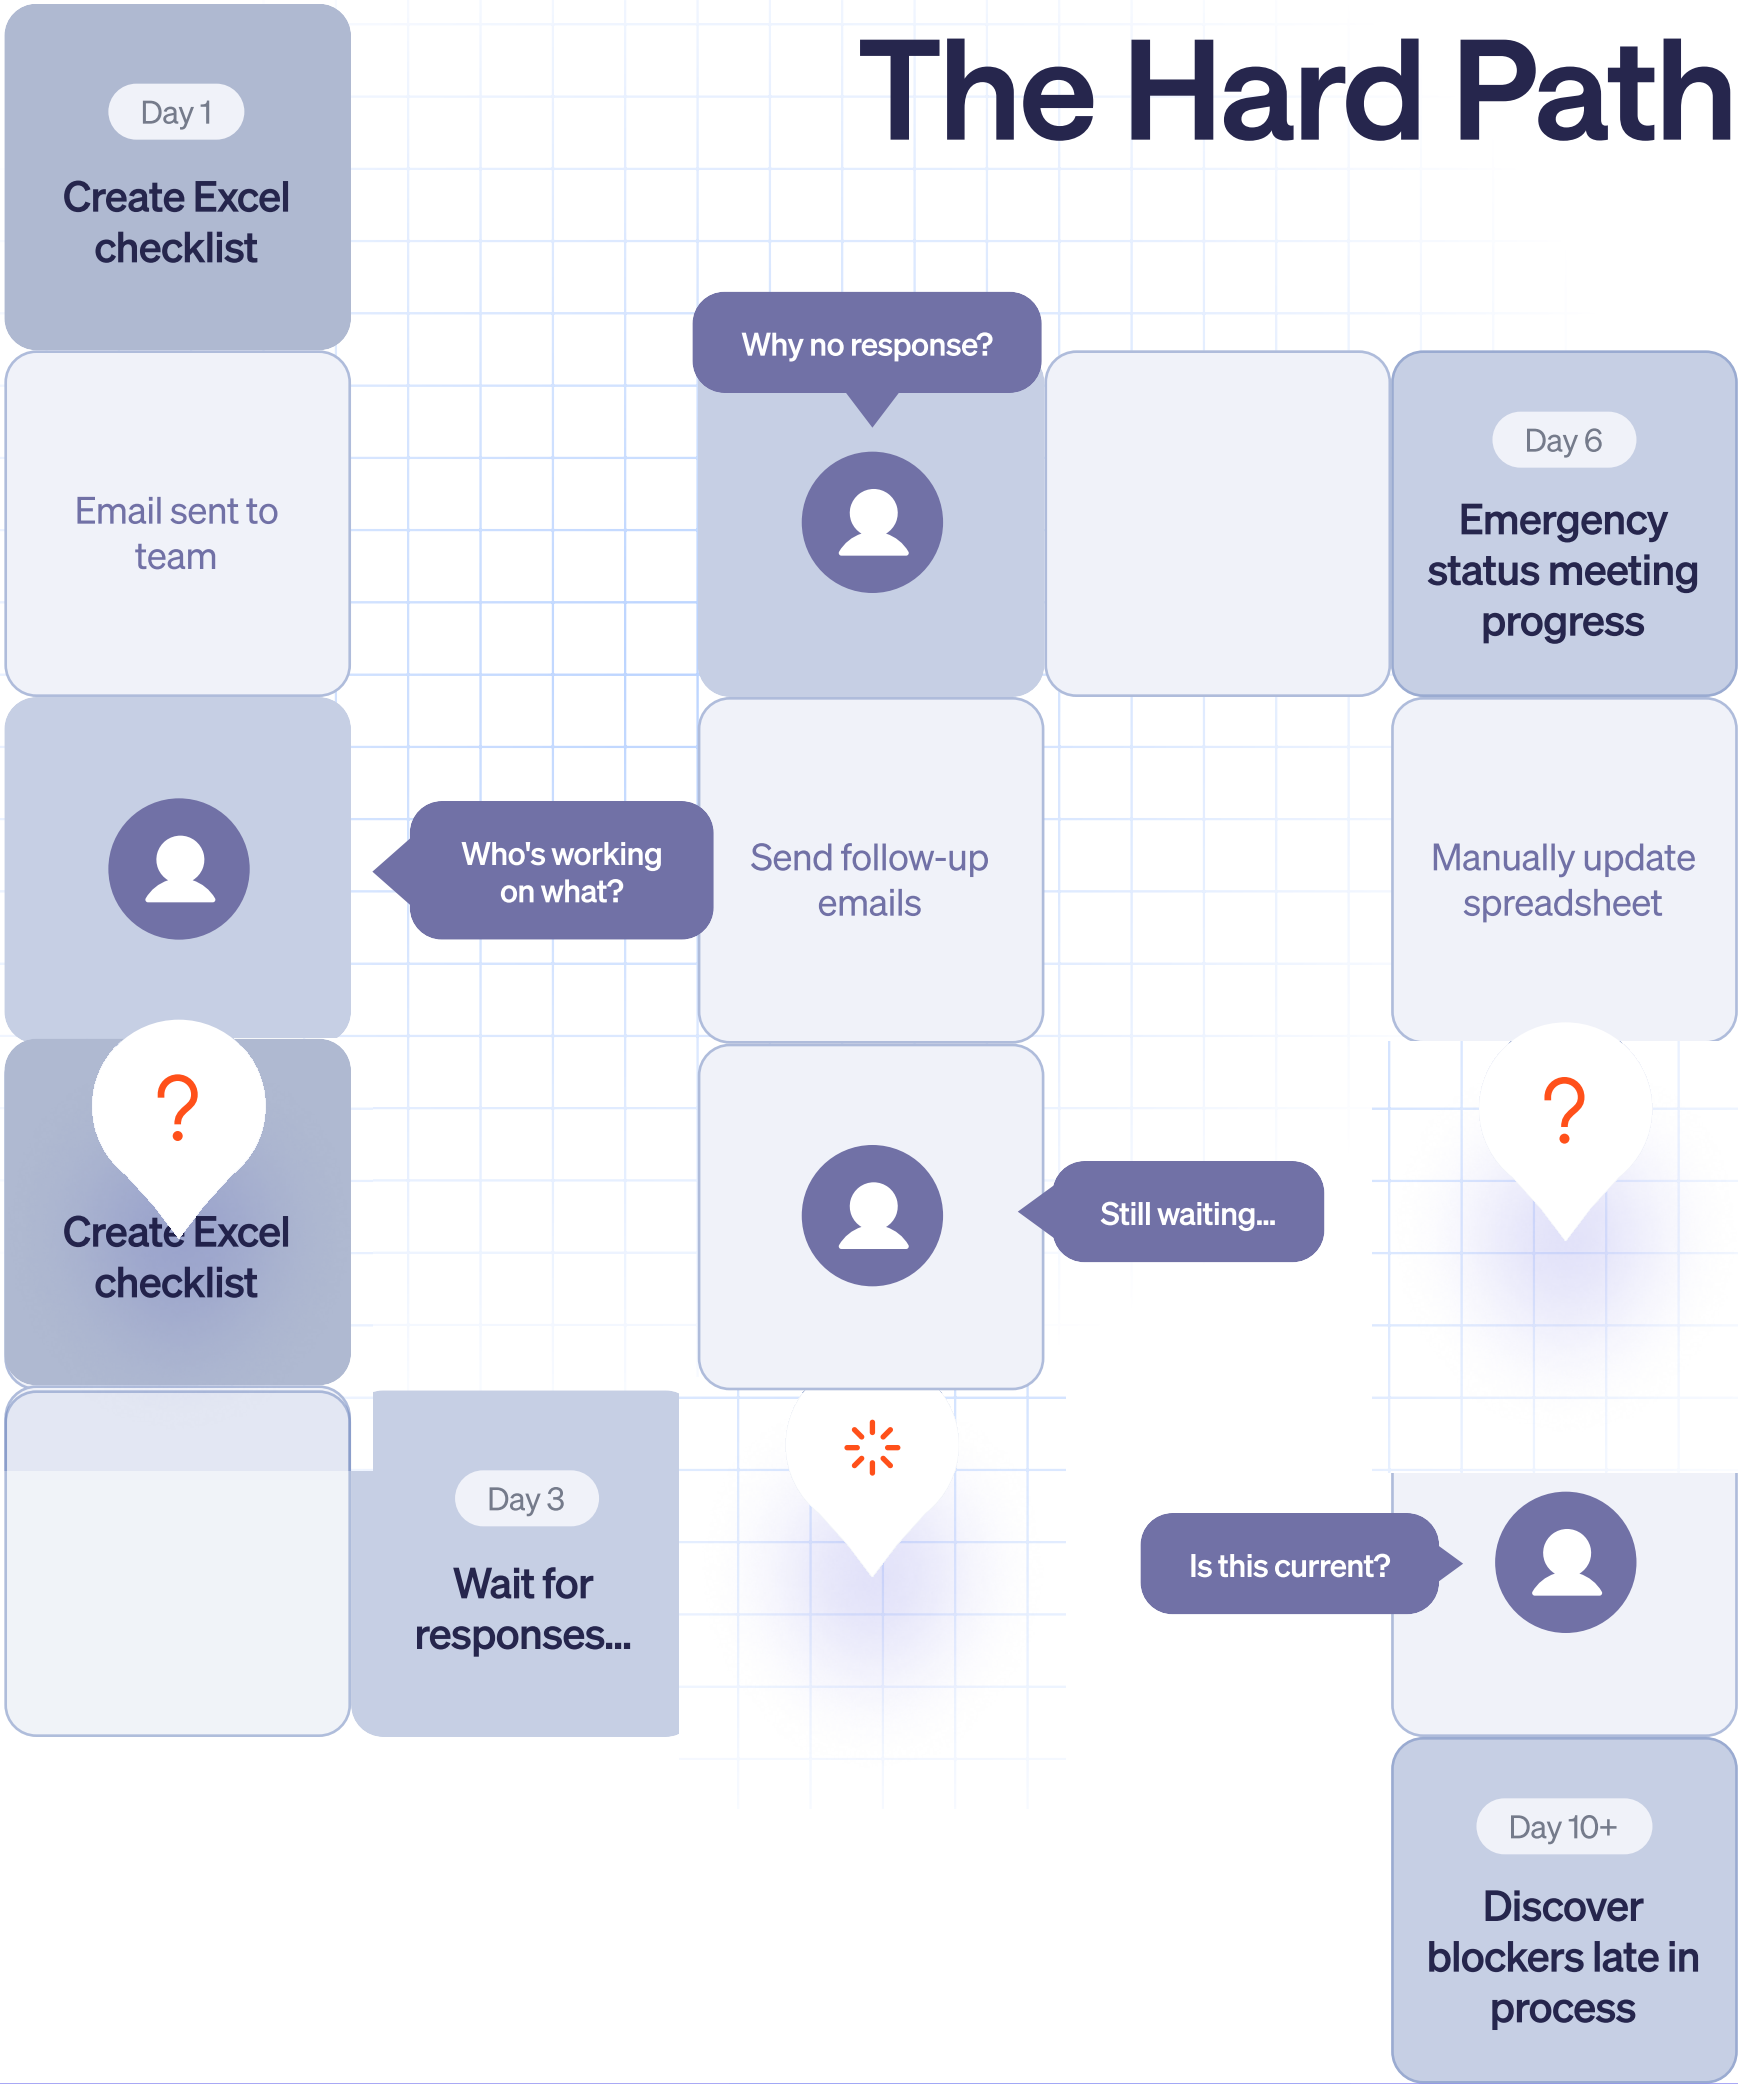 The Hard Path
Day 1
Create Excel
checklist
Email sent to
team
Who's working
on what?
?
Create Excel
checklist
Day 3
Wait for
responses...
Still waiting...
Send follow-up
emails
Why no response?
Day 6
Emergency
status meeting
progress
Manually update
spreadsheet
?
Is this current?
Day 10+
Discover
blockers late in
process